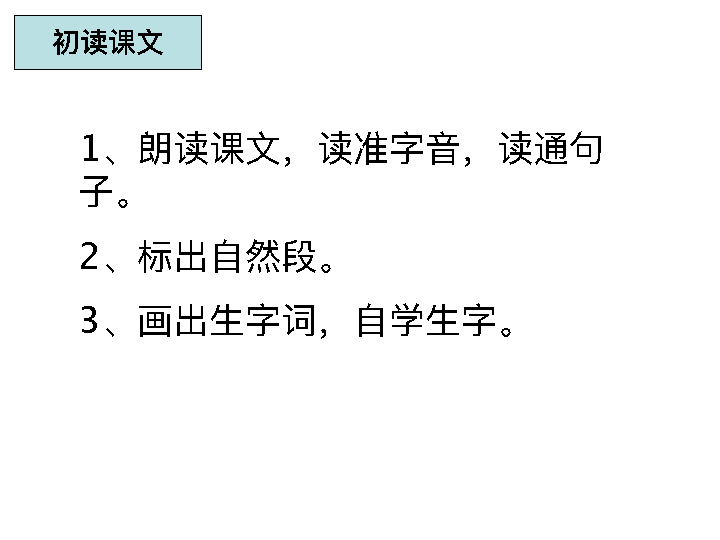 初读课文
1、朗读课文，读准字音，读通句
子。
2、标出自然段。
3、画出生字词，自学生字。